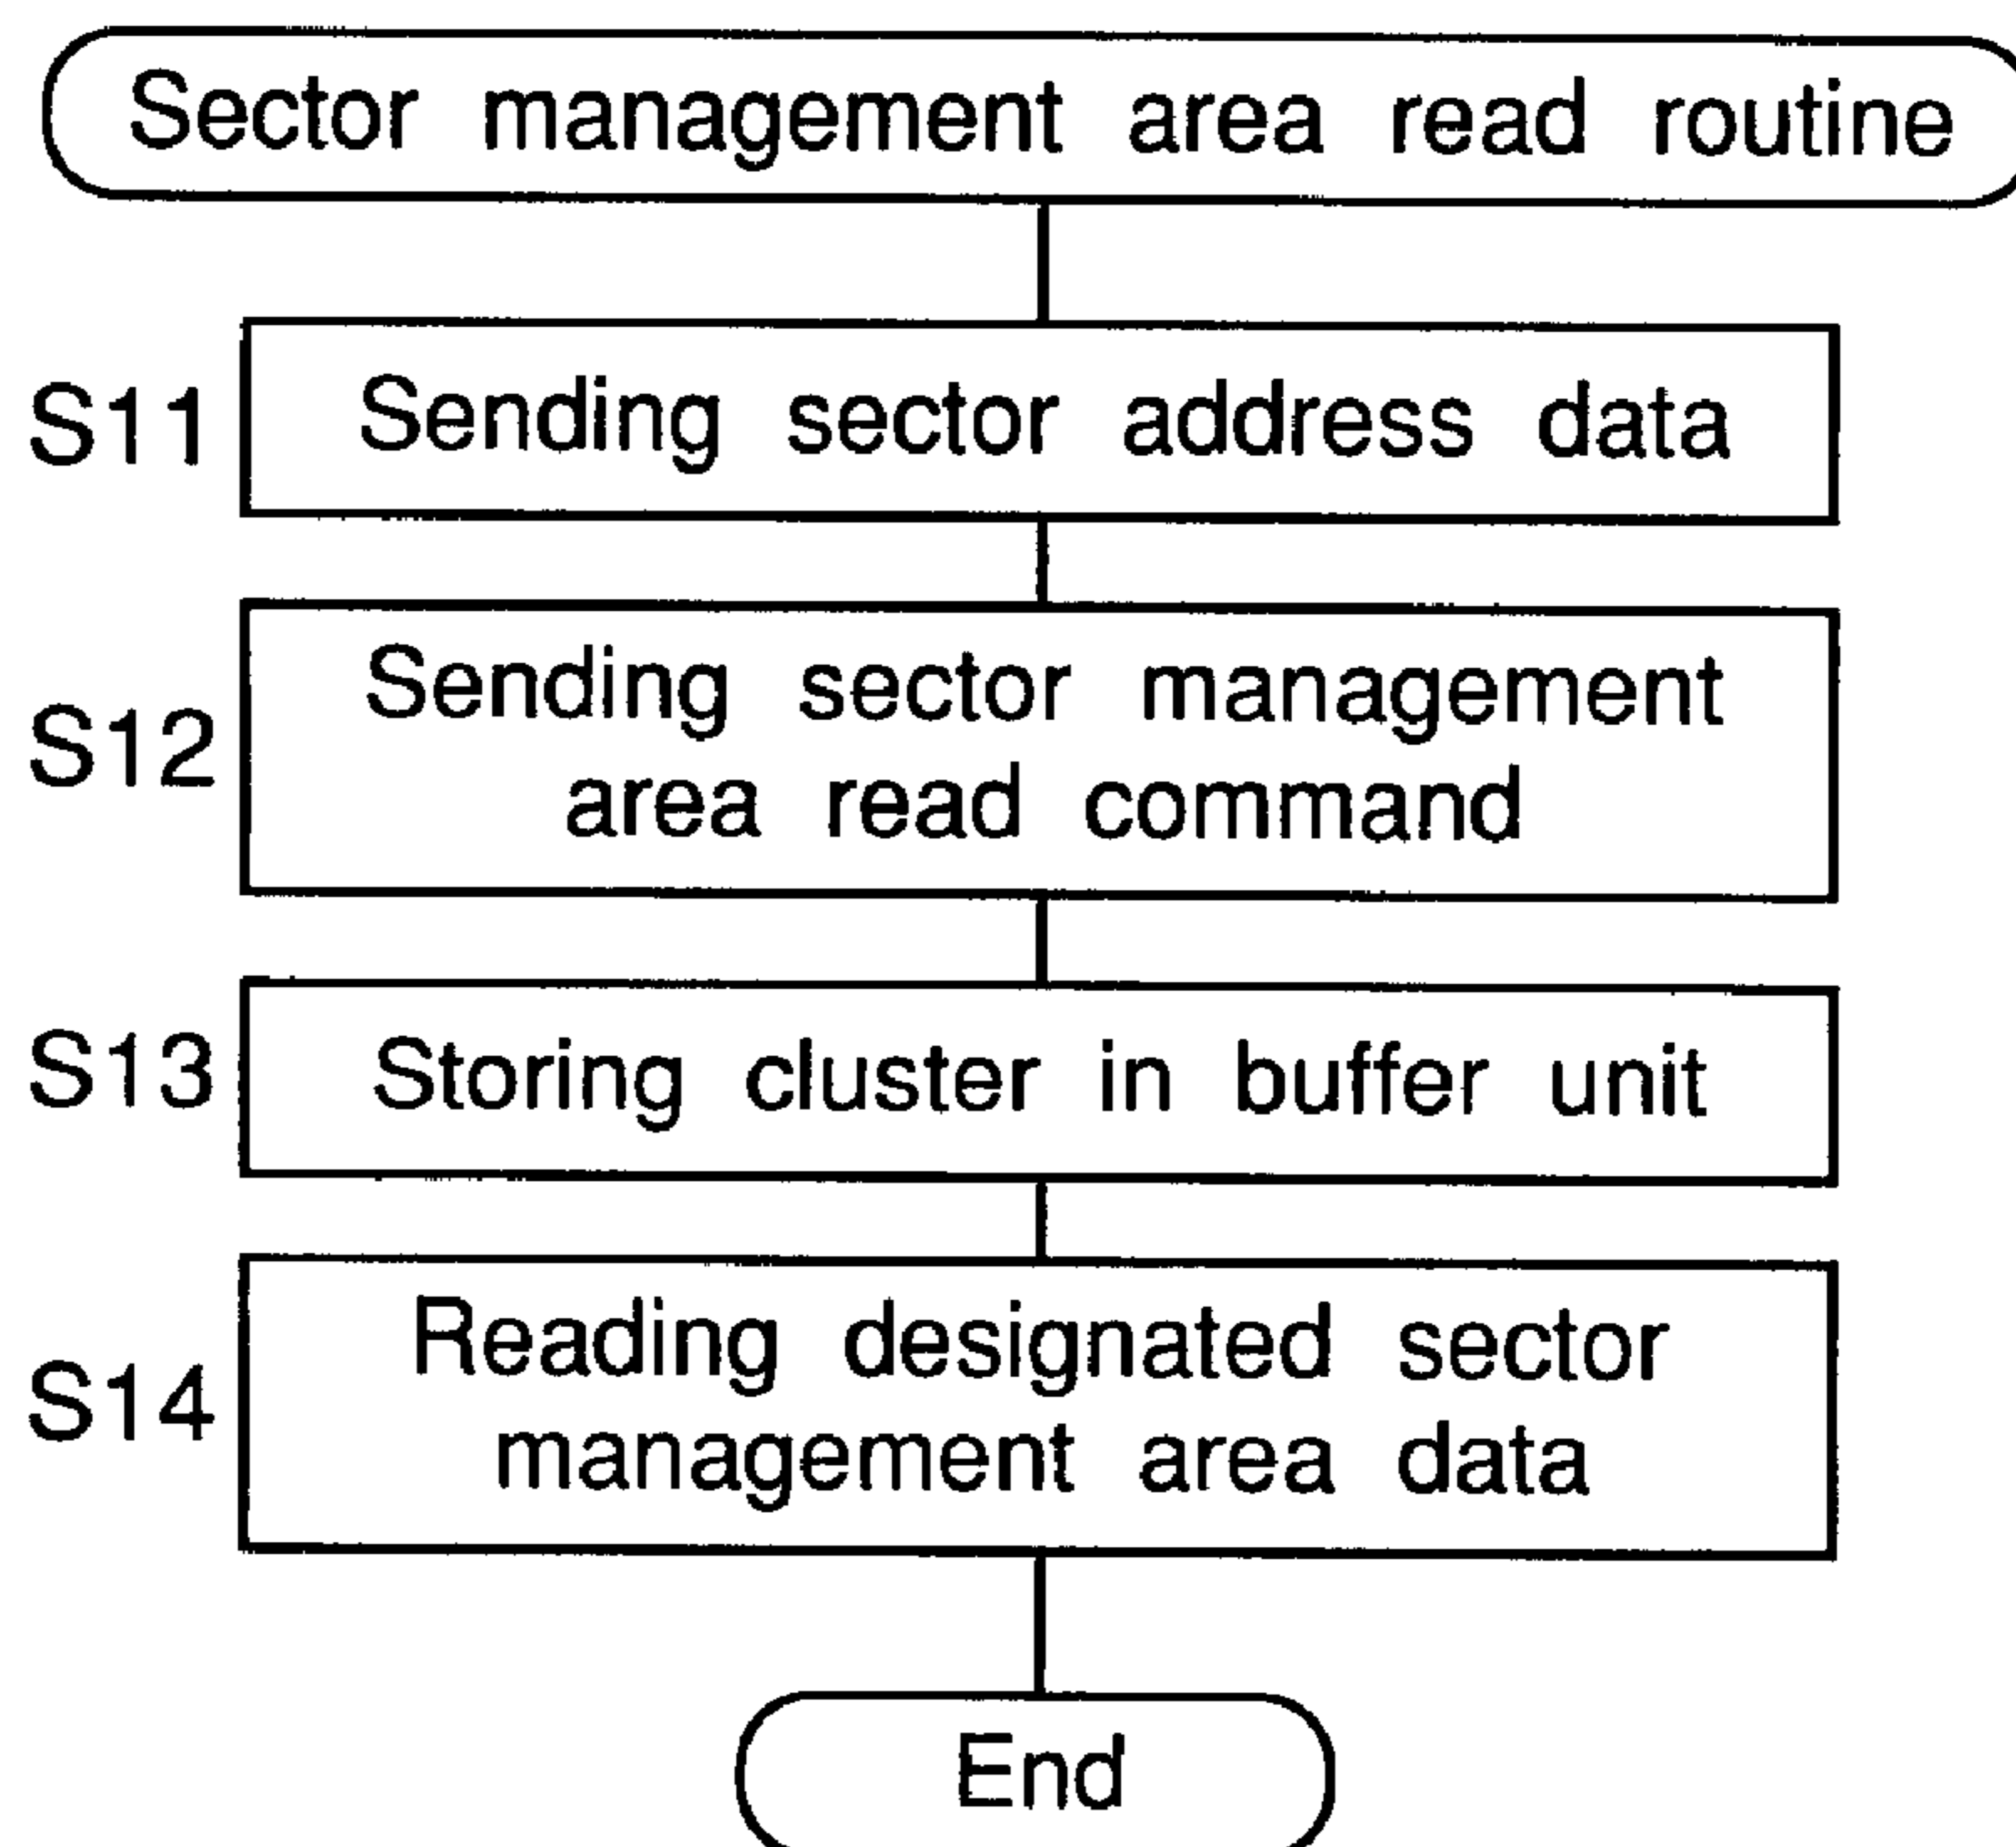 Sector management area read routine
S11
Sending sector address data
S12
Sending sector management
area read command
S13
Storing cluster in buffer unit
S14
Reading designated sector
management area data
End